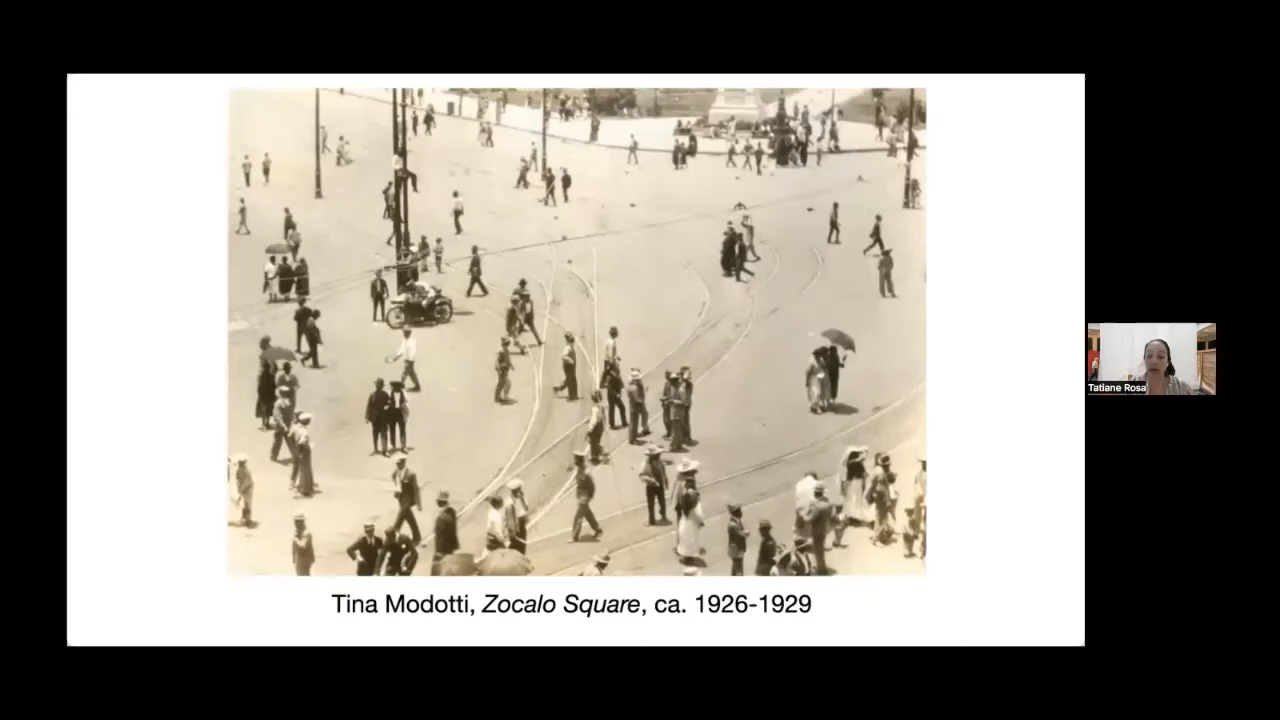 Tina Modotti, Zocalo Square, ca. 1926-1929
Tatiane Rosa